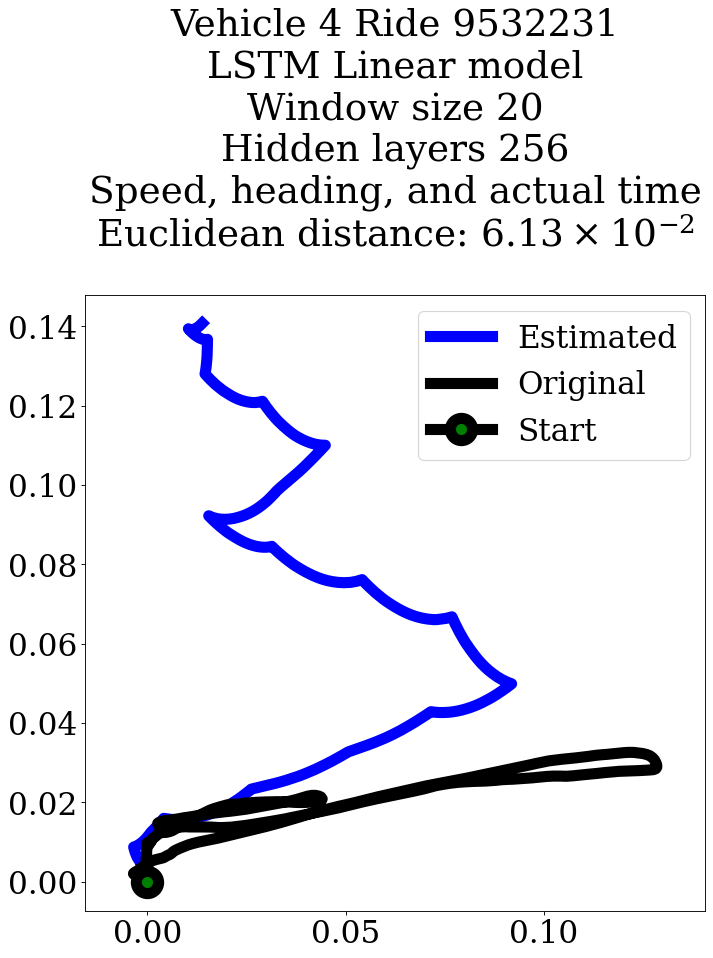 Vehicle 4 Ride 9532231
LSTM Linear model
Window size 20
Hidden layers 256
Speed, heading, and actual time
Euclidean distance: 6.13 × 10⁻²
Estimated
Original
Start
0.14
0.12
0.10
0.08
0.06
0.04
0.02
0.00
0.00 0.05 0.10